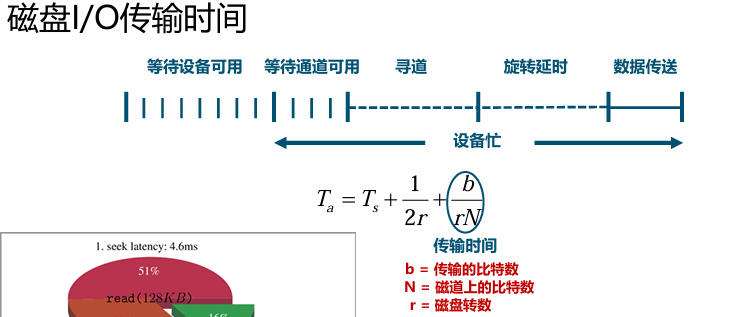 磁盘I/O传输时间
等待设备可用 等待通道可用 寻道 旋转延时 数据传送
设备忙
T_a = T_s + 1/2r + b/rN
传输时间
b = 传输的比特数
N = 磁道上的比特数
r = 磁盘转数
1. seek latency: 4.6ms
51%
read(128KB)
16%